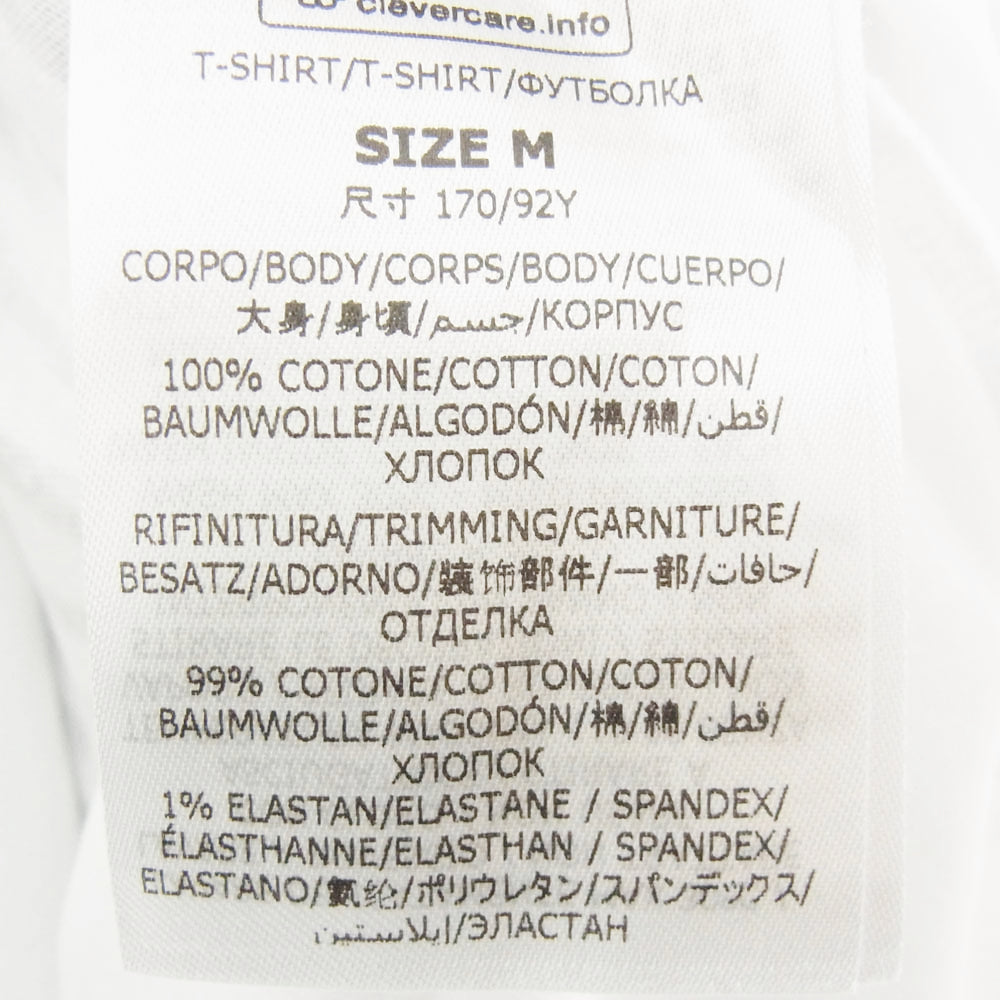 to clevercare.info
T-SHIRT/T-SHIRT/ФУТБОЛКА
SIZE M
尺寸 170/92Y
CORPO/BODY/CORPS/BODY/CUERPO/
大身/身頃/جسم/КОРПУС
100% COTONE/COTTON/COTON/
BAUMWOLLE/ALGODÓN/棉/綿/قطن/
ХЛОПОК
RIFINITURA/TRIMMING/GARNITURE/
BESATZ/ADORNO/装饰部件/一部/حافات/
ОТДЕЛКА
99% COTONE/COTTON/COTON/
BAUMWOLLE/ALGODÓN/棉/綿/قطن/
ХЛОПОК
1% ELASTAN/ELASTANE / SPANDEX/
ÉLASTHANNE/ELASTHAN / SPANDEX/
ELASTANO/氨纶/ポリウレタン/スパンデックス/
ايلاستين/ЭЛАСТАН